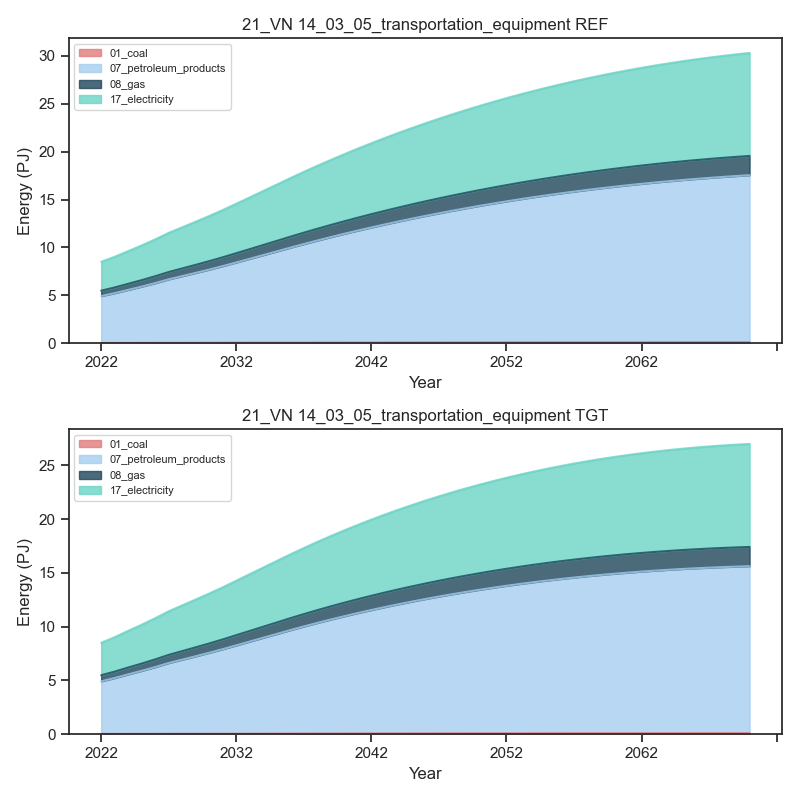 21_VN 14_03_05_transportation_equipment REF
01_coal
07_petroleum_products
08_gas
17_electricity
30
25
20
15
10
5
0
Energy (PJ)
2022 2032 2042 2052 2062
Year
21_VN 14_03_05_transportation_equipment TGT
01_coal
07_petroleum_products
08_gas
17_electricity
25
20
15
10
5
0
Energy (PJ)
2022 2032 2042 2052 2062
Year